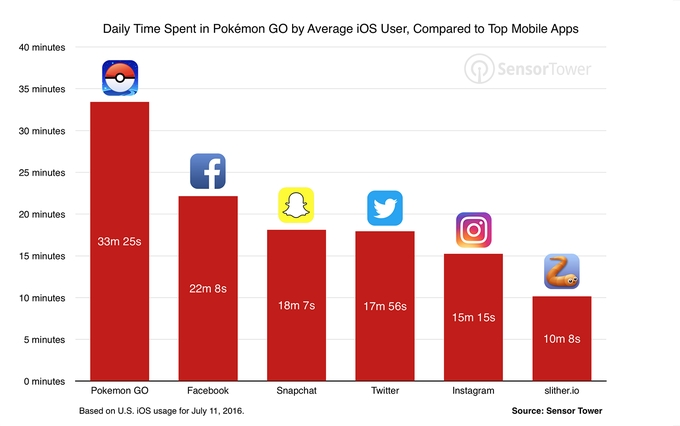 Daily Time Spent in Pokémon GO by Average iOS User, Compared to Top Mobile Apps
40 minutes
SensorTower
35 minutes
30 minutes
25 minutes
20 minutes
15 minutes
10 minutes
5 minutes
0 minutes
33m 25s
22m 8s
18m 7s
17m 56s
15m 15s
10m 8s
Pokemon GO
Facebook
Snapchat
Twitter
Instagram
slither.io
Based on U.S. iOS usage for July 11, 2016.
Source: Sensor Tower